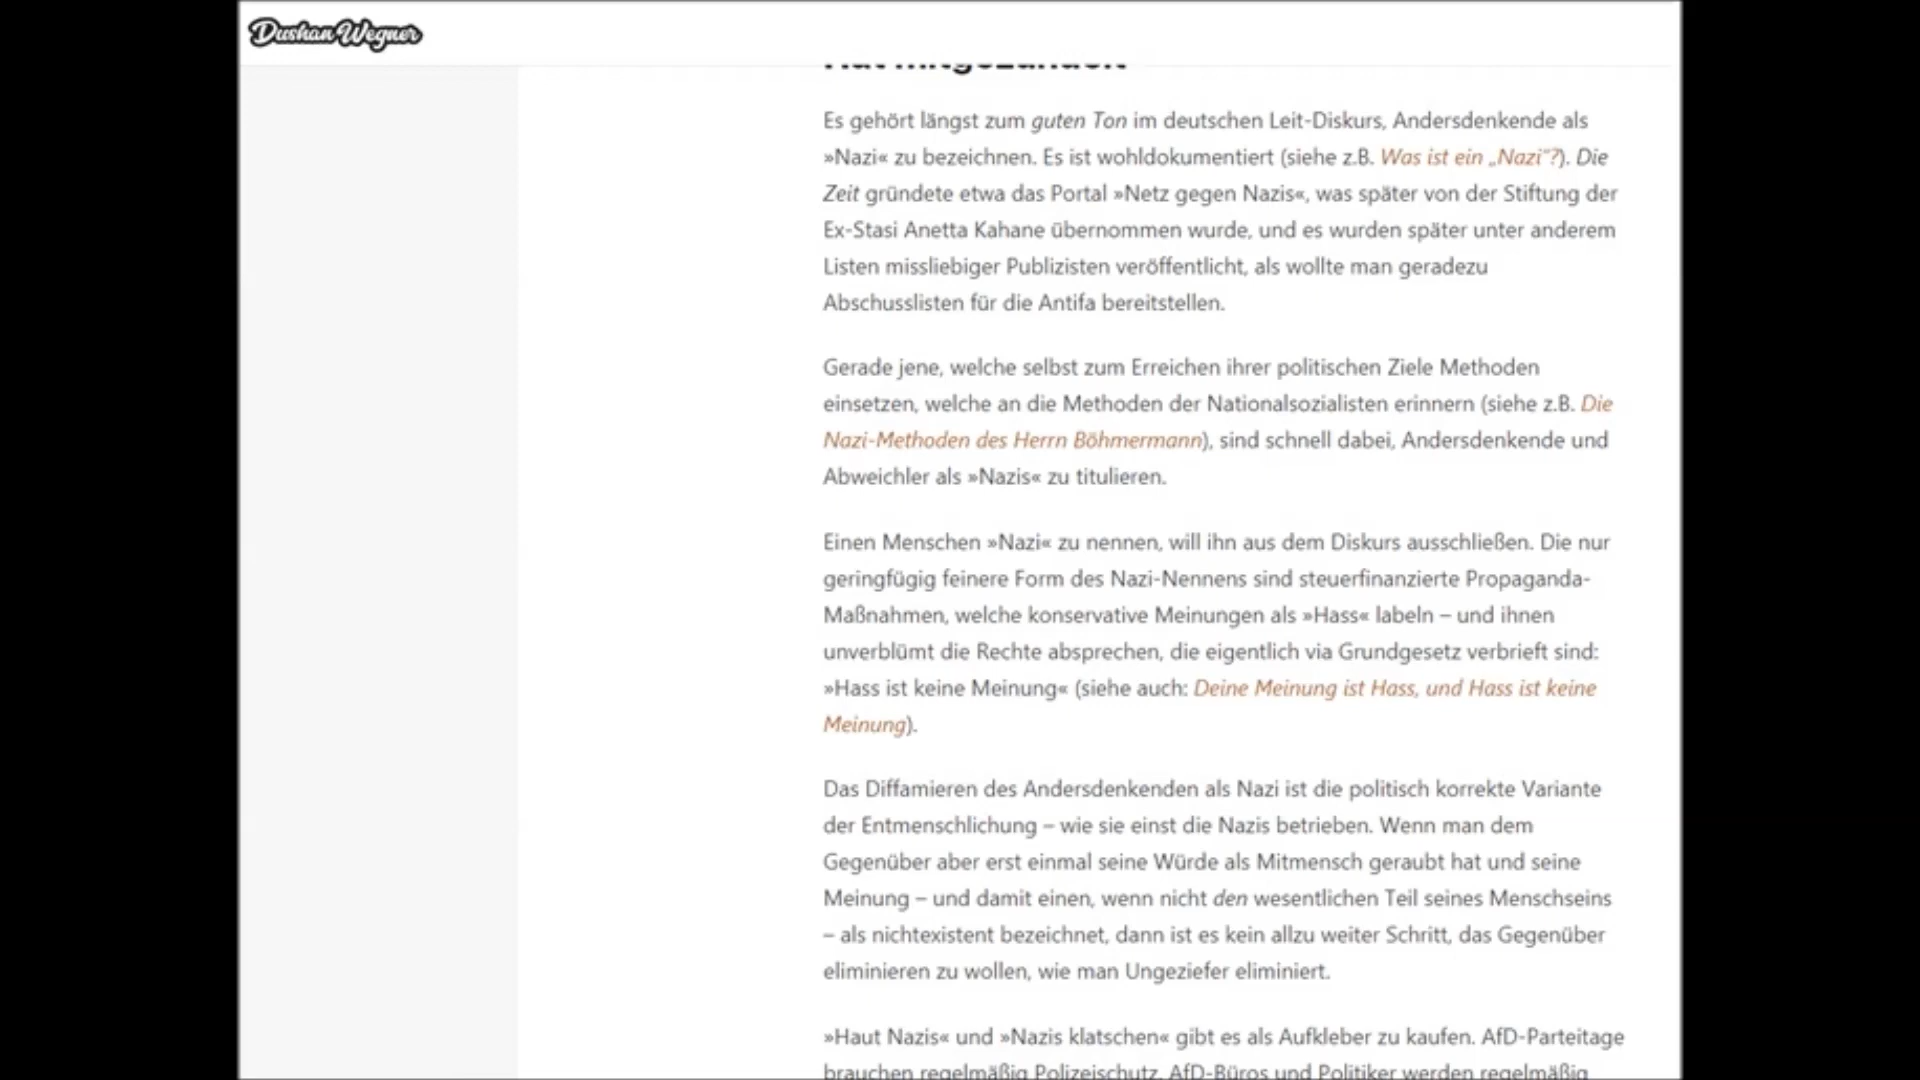 Dushan Wegner
Hat mitgezündelt
Es gehört längst zum guten Ton im deutschen Leit-Diskurs, Andersdenkende als
»Nazi« zu bezeichnen. Es ist wohldokumentiert (siehe z.B. Was ist ein „Nazi“?). Die
Zeit gründete etwa das Portal »Netz gegen Nazis«, was später von der Stiftung der
Ex-Stasi Anetta Kahane übernommen wurde, und es wurden später unter anderem
Listen missliebiger Publizisten veröffentlicht, als wollte man geradezu
Abschusslisten für die Antifa bereitstellen.
Gerade jene, welche selbst zum Erreichen ihrer politischen Ziele Methoden
einsetzen, welche an die Methoden der Nationalsozialisten erinnern (siehe z.B. Die
Nazi-Methoden des Herrn Böhmermann), sind schnell dabei, Andersdenkende und
Abweichler als »Nazis« zu titulieren.
Einen Menschen »Nazi« zu nennen, will ihn aus dem Diskurs ausschließen. Die nur
geringfügig feinere Form des Nazi-Nennens sind steuerfinanzierte Propaganda-
Maßnahmen, welche konservative Meinungen als »Hass« labeln – und ihnen
unverblümt die Rechte absprechen, die eigentlich via Grundgesetz verbrieft sind:
»Hass ist keine Meinung« (siehe auch: Deine Meinung ist Hass, und Hass ist keine
Meinung).
Das Diffamieren des Andersdenkenden als Nazi ist die politisch korrekte Variante
der Entmenschlichung – wie sie einst die Nazis betrieben. Wenn man dem
Gegenüber aber erst einmal seine Würde als Mitmensch geraubt hat und seine
Meinung – und damit einen, wenn nicht den wesentlichen Teil seines Menschseins
– als nichtexistent bezeichnet, dann ist es kein allzu weiter Schritt, das Gegenüber
eliminieren zu wollen, wie man Ungeziefer eliminiert.
»Haut Nazis« und »Nazis klatschen« gibt es als Aufkleber zu kaufen. AfD-Parteitage
brauchen regelmäßig Polizeischutz. AfD-Büros und Politiker werden regelmäßig